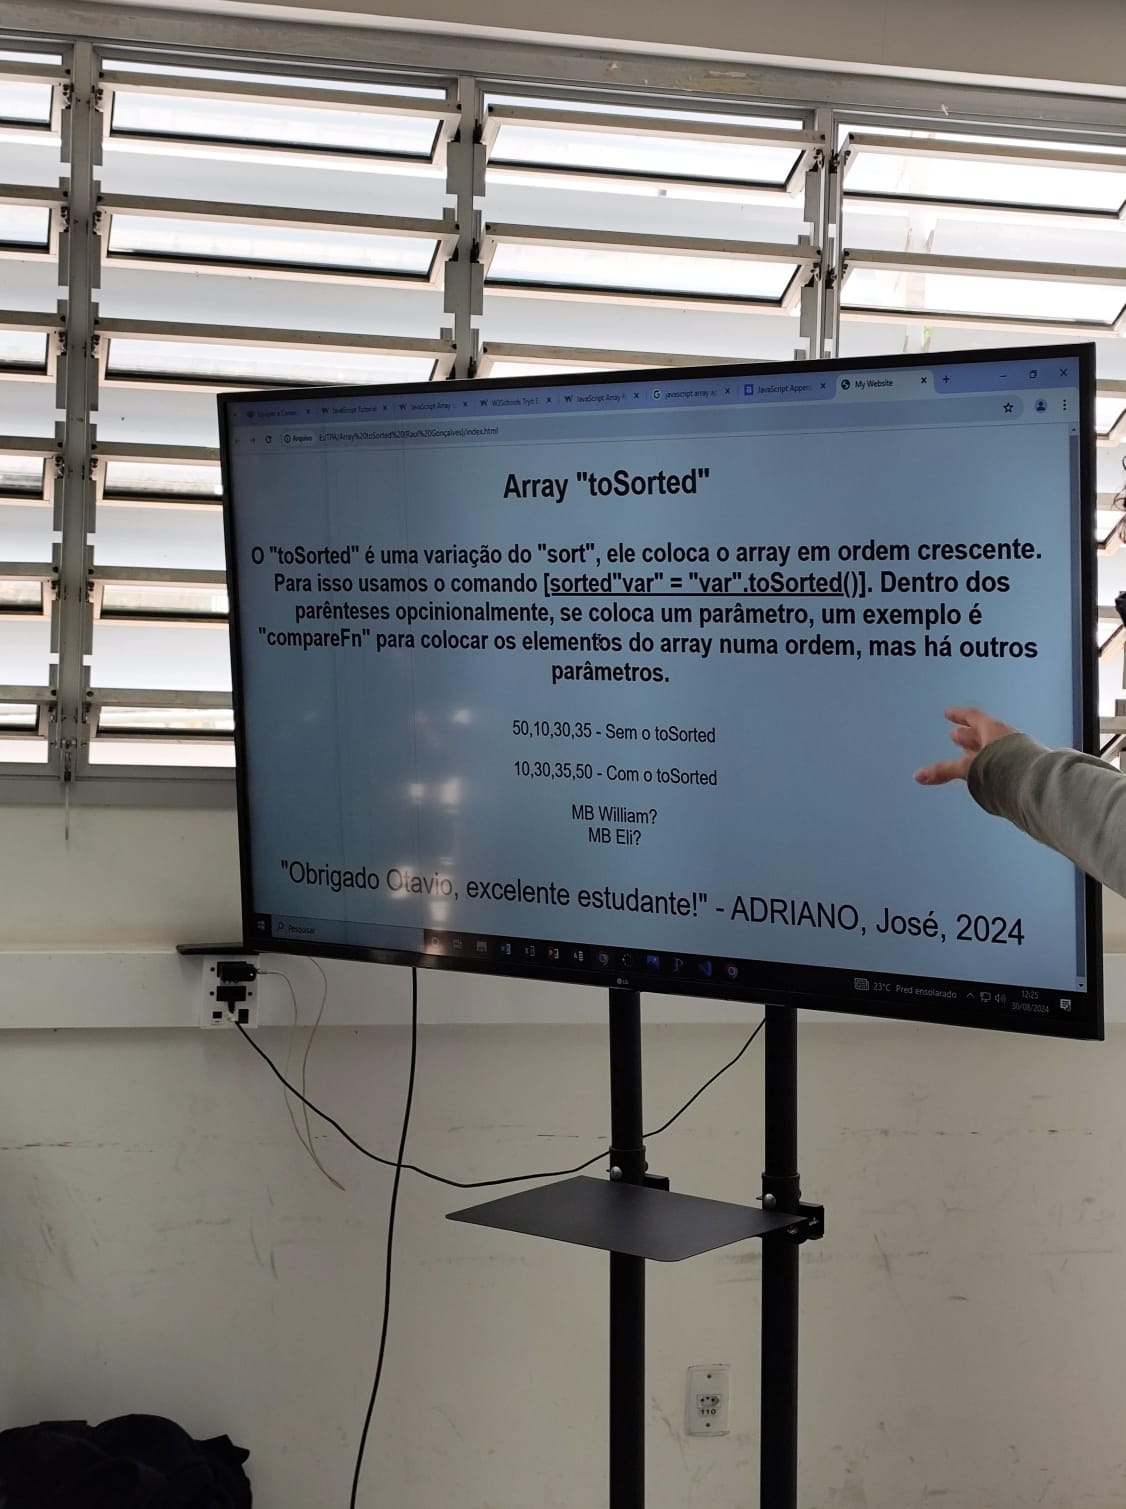 JavaScript Tutorial
JavaScript Array
W3Schools Tryit E
JavaScript Array
javascript array
JavaScript Appen
My Website
Arquivo E:/TPA/Array%20toSorted%20(Raul%20Gonçalves)/index.html
Array "toSorted"
O "toSorted" é uma variação do "sort", ele coloca o array em ordem crescente.
Para isso usamos o comando [sorted"var" = "var".toSorted()]. Dentro dos
parênteses opcinionalmente, se coloca um parâmetro, um exemplo é
"compareFn" para colocar os elementos do array numa ordem, mas há outros
parâmetros.
50,10,30,35 - Sem o toSorted
10,30,35,50 - Com o toSorted
MB William?
MB Eli?
"Obrigado Otavio, excelente estudante!" - ADRIANO, José, 2024
Pesquisar
23°C Pred ensolarado
12:25
30/08/2024
LG
110